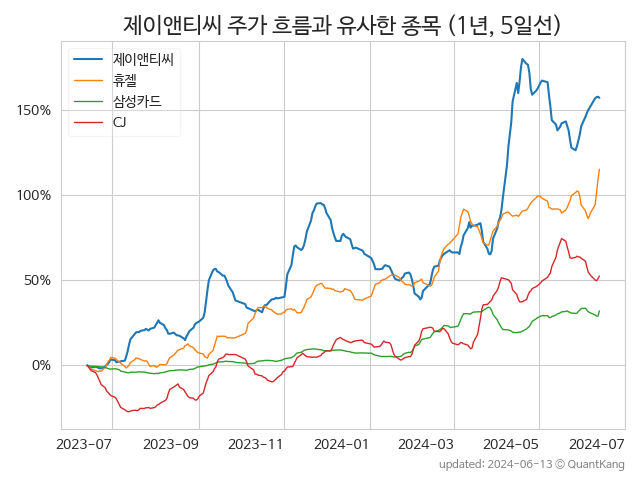 제이앤티씨 주가 흐름과 유사한 종목 (1년, 5일선)
제이앤티씨
휴젤
삼성카드
CJ
150%
100%
50%
0%
2023-07 2023-09 2023-11 2024-01 2024-03 2024-05 2024-07
updated: 2024-06-13 © QuantKang